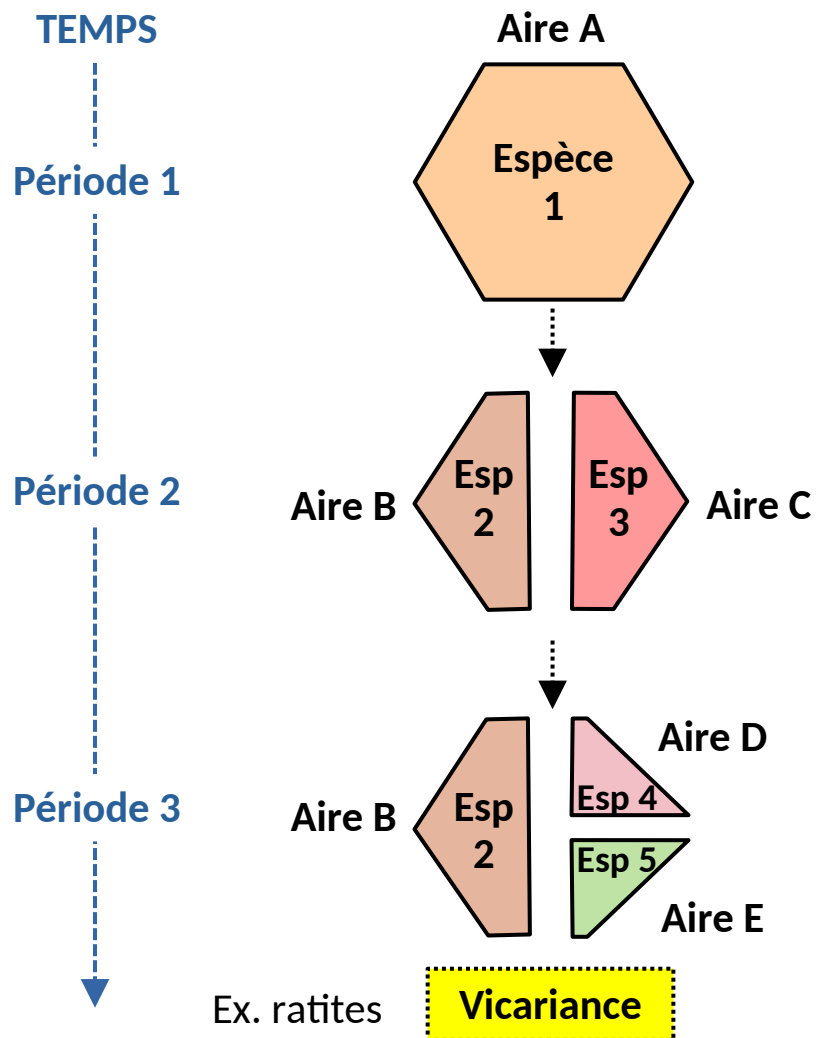 TEMPS
Aire A
Espèce
1
Période 1
Période 2
Aire B
Esp
2
Esp
3
Aire C
Période 3
Aire B
Esp
2
Aire D
Esp 4
Esp 5
Aire E
Ex. ratites
Vicariance